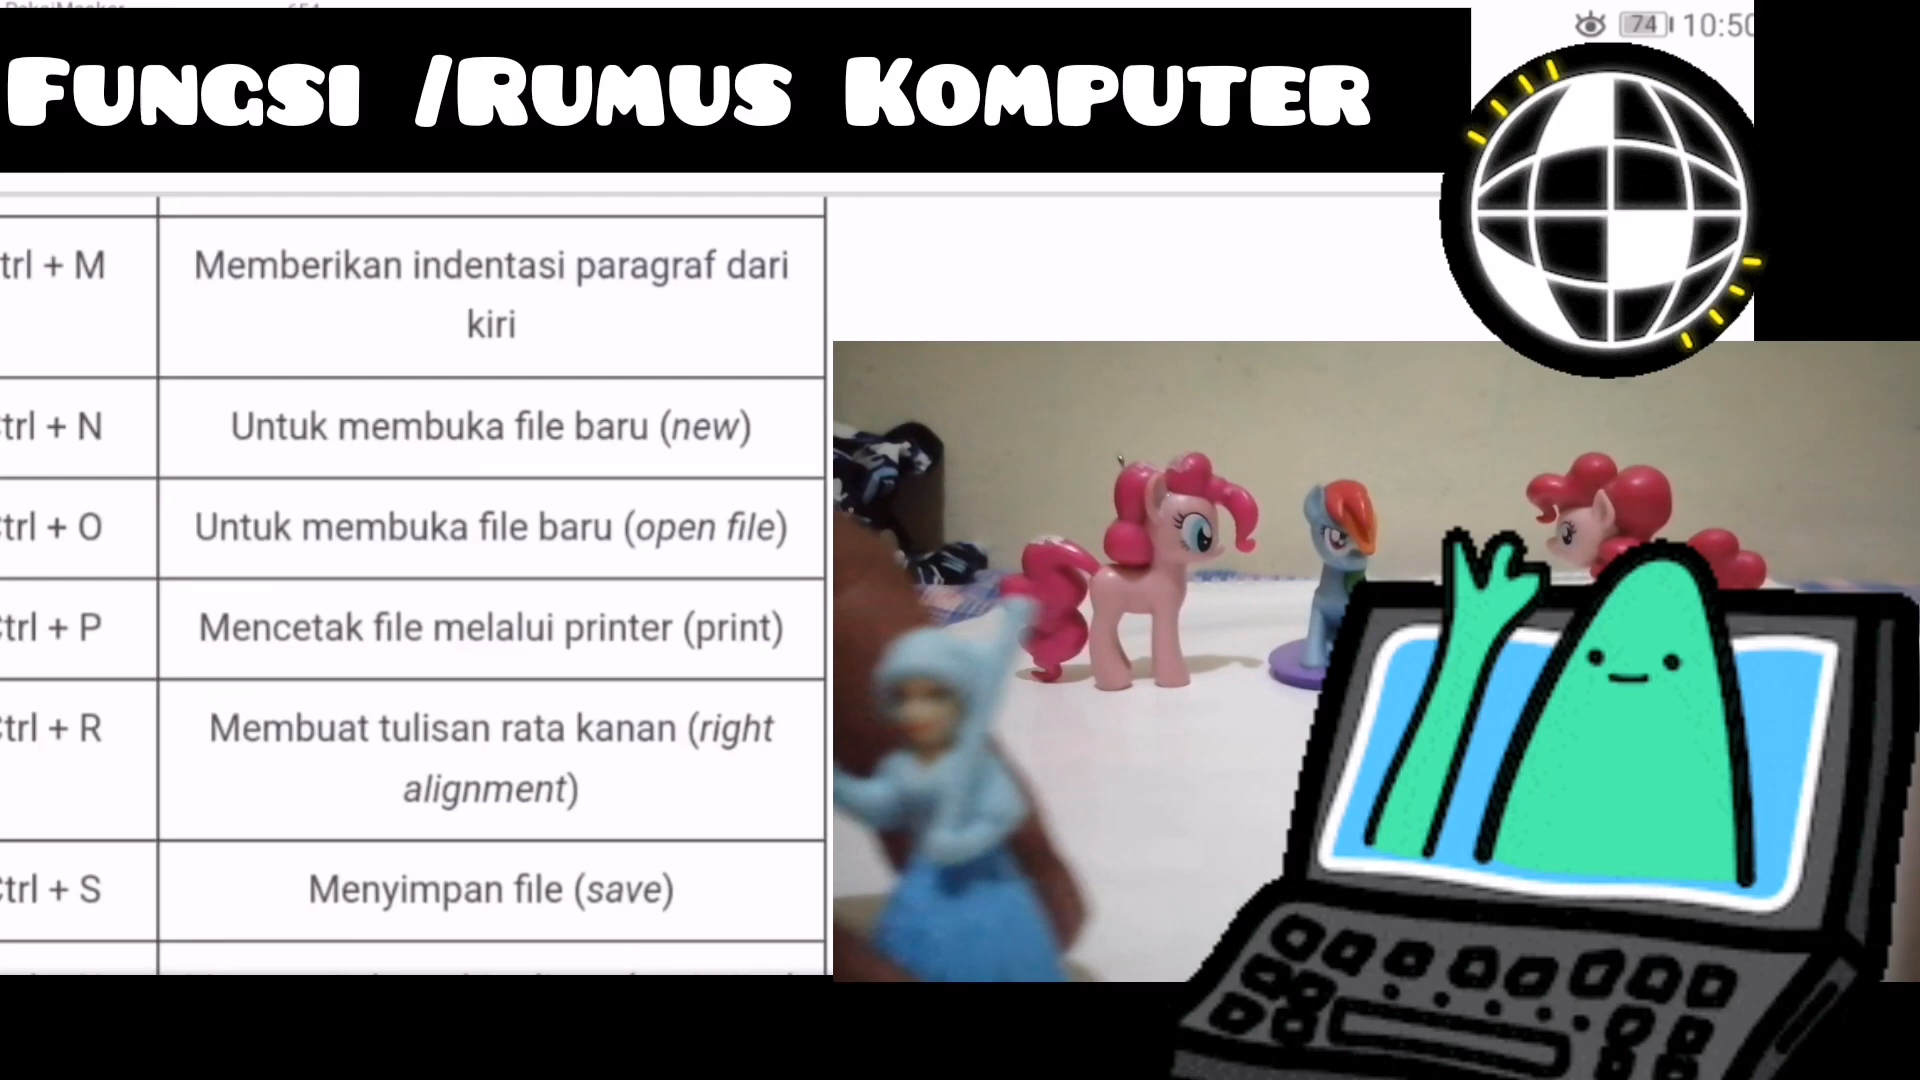 74 10:50
FUNGSI /RUMUS KOMPUTER
trl + M
Memberikan indentasi paragraf dari
kiri
trl + N
Untuk membuka file baru (new)
trl + O
Untuk membuka file baru (open file)
trl + P
Mencetak file melalui printer (print)
trl + R
Membuat tulisan rata kanan (right
alignment)
trl + S
Menyimpan file (save)